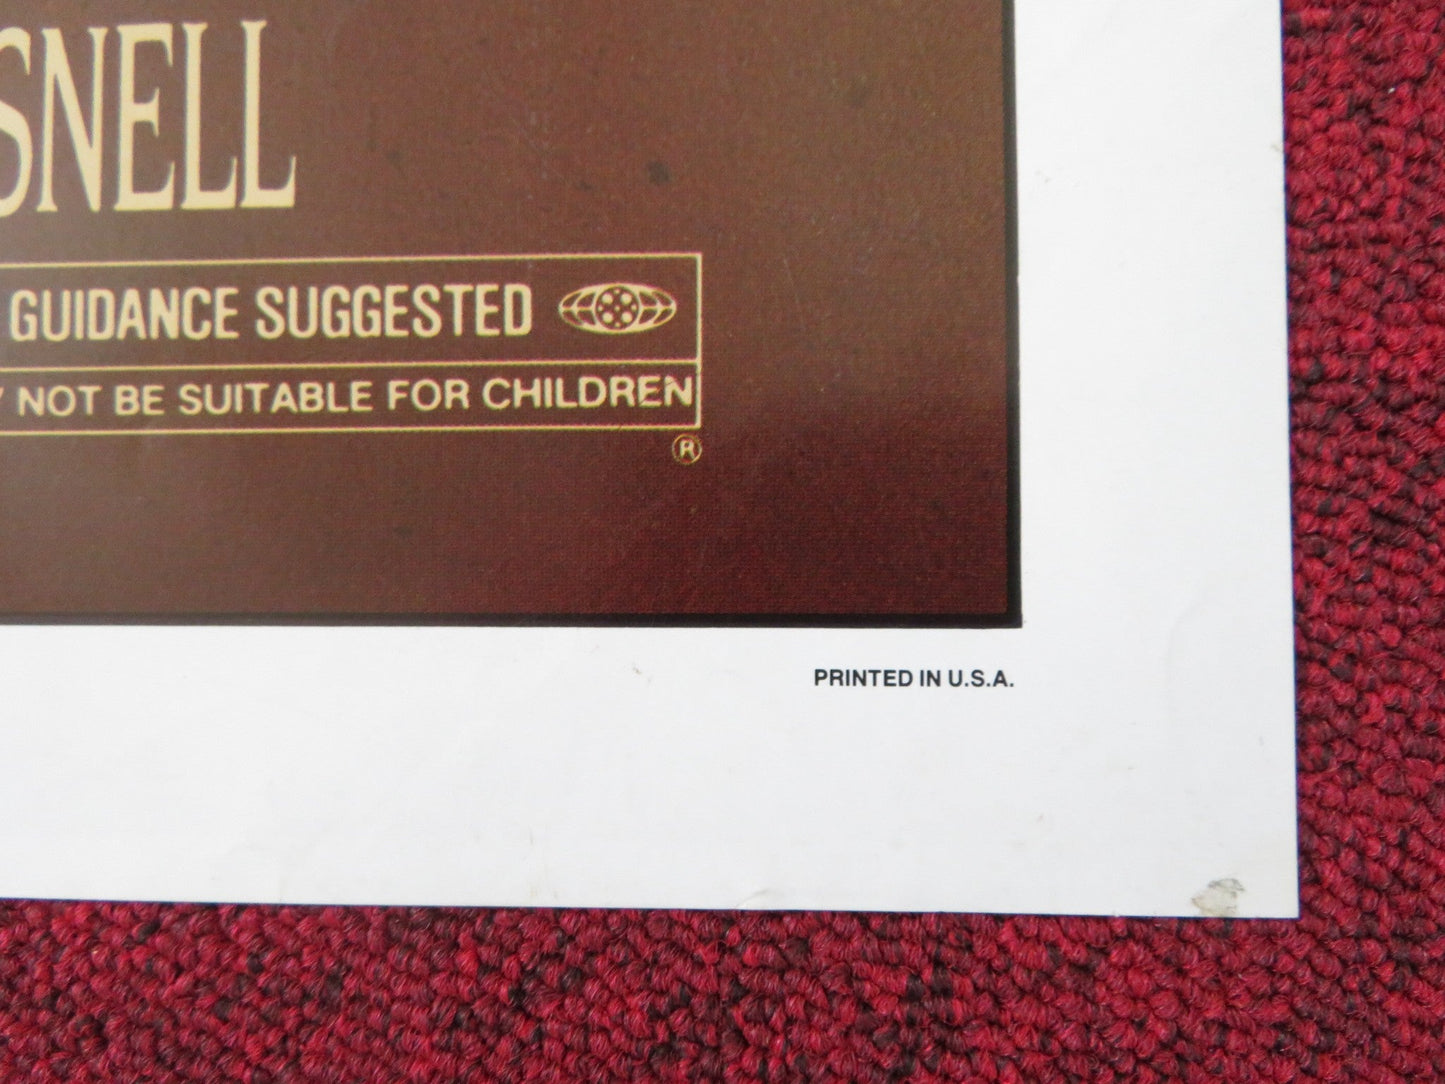 SNELL
GUIDANCE SUGGESTED
Y NOT BE SUITABLE FOR CHILDREN
®
PRINTED IN U.S.A.